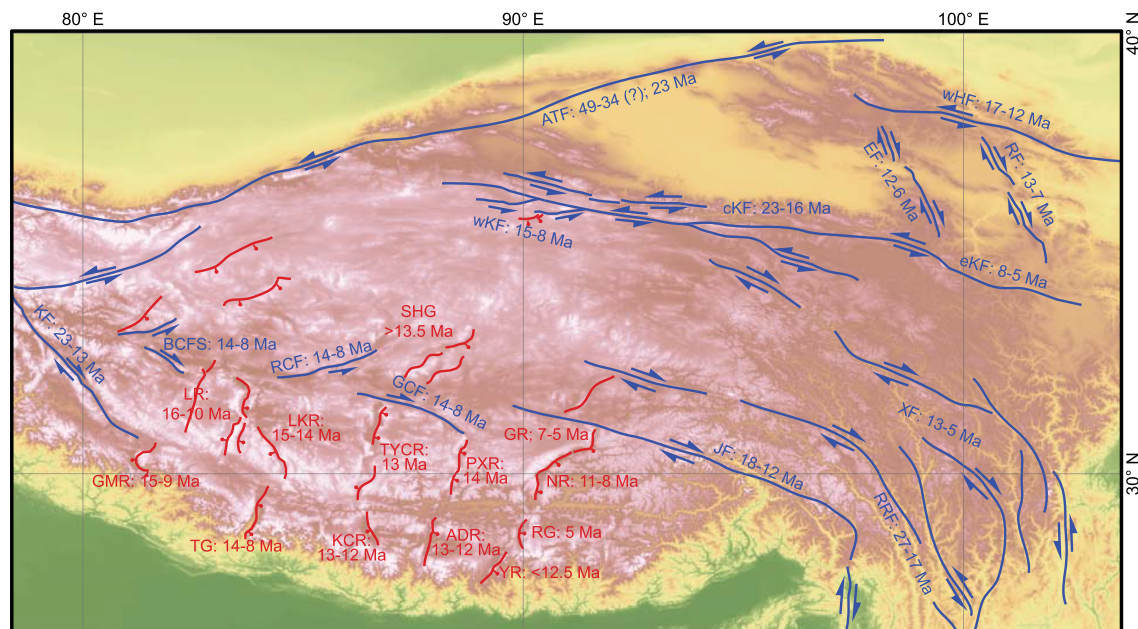 80° E
90° E
100° E
40° N
ATF: 49-34 (?); 23 Ma
wHF: 17-12 Ma
EF: 12-6 Ma
RF: 13-7 Ma
cKF: 23-16 Ma
wKF: 15-8 Ma
eKF: 8-5 Ma
KF: 23-13 Ma
SHG
>13.5 Ma
BCFS: 14-8 Ma
RCF: 14-8 Ma
GCF: 14-8 Ma
LR:
16-10 Ma
LKR:
15-14 Ma
TYCR:
13 Ma
PXR:
14 Ma
GR; 7-5 Ma
XF: 13-5 Ma
JF: 18-12 Ma
GMR: 15-9 Ma
NR: 11-8 Ma
30° N
RRF: 27-17 Ma
TG: 14-8 Ma
KCR:
13-12 Ma
ADR:
13-12 Ma
RG: 5 Ma
YR: <12.5 Ma